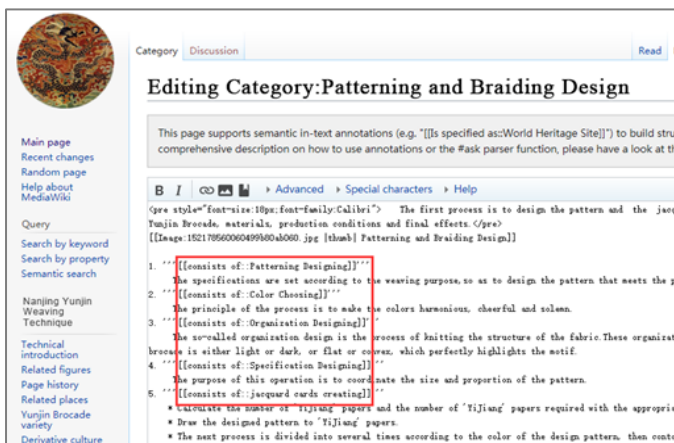 Category
Discussion
Read
Editing Category:Patterning and Braiding Design
Main page
Recent changes
Random page
Help about
MediaWiki
Query
Search by keyword
Search by property
Semantic search
Nanjing Yunjin
Weaving
Technique
Technical
introduction
Related figures
Page history
Related places
Yunjin Brocade
variety
Derivative culture
This page supports semantic in-text annotations (e.g. "[[Is specified as::World Heritage Site]]") to build stru
comprehensive description on how to use annotations or the #ask parser function, please have a look at th
B I Advanced Special characters Help
<pre style="font-size:18px;font-family:Calibri"> The first process is to design the pattern and the jacq
Yunjin Brocade, materials, production conditions and final effects.</pre>
[[Image:152178560060499b80ab060.jpg |thumb| Patterning and Braiding Design]]
1. '''[[consists of::Patterning Designing]]'''
The specifications are set according to the weaving purpose,so as to design the pattern that meets the p
2. '''[[consists of::Color Choosing]]'''
The principle of the process is to make the colors harmonious, cheerful and solemn.
3. '''[[consists of::Organization Designing]]'''
The so-called organization design is the process of knitting the structure of the fabric.These organizat
brocade is either light or dark, or flat or convex, which perfectly highlights the motif.
4. '''[[consists of::Specification Designing]]'''
The purpose of this operation is to coordinate the size and proportion of the pattern.
5. '''[[consists of::jacquard cards creating]]'''
* Calculate the number of 'YiJiang' papers and the number of 'YiJiang' papers required with the appropri
* Draw the designed pattern to 'YiJiang' papers.
* The next process is divided into several times according to the color of the design pattern, then cont